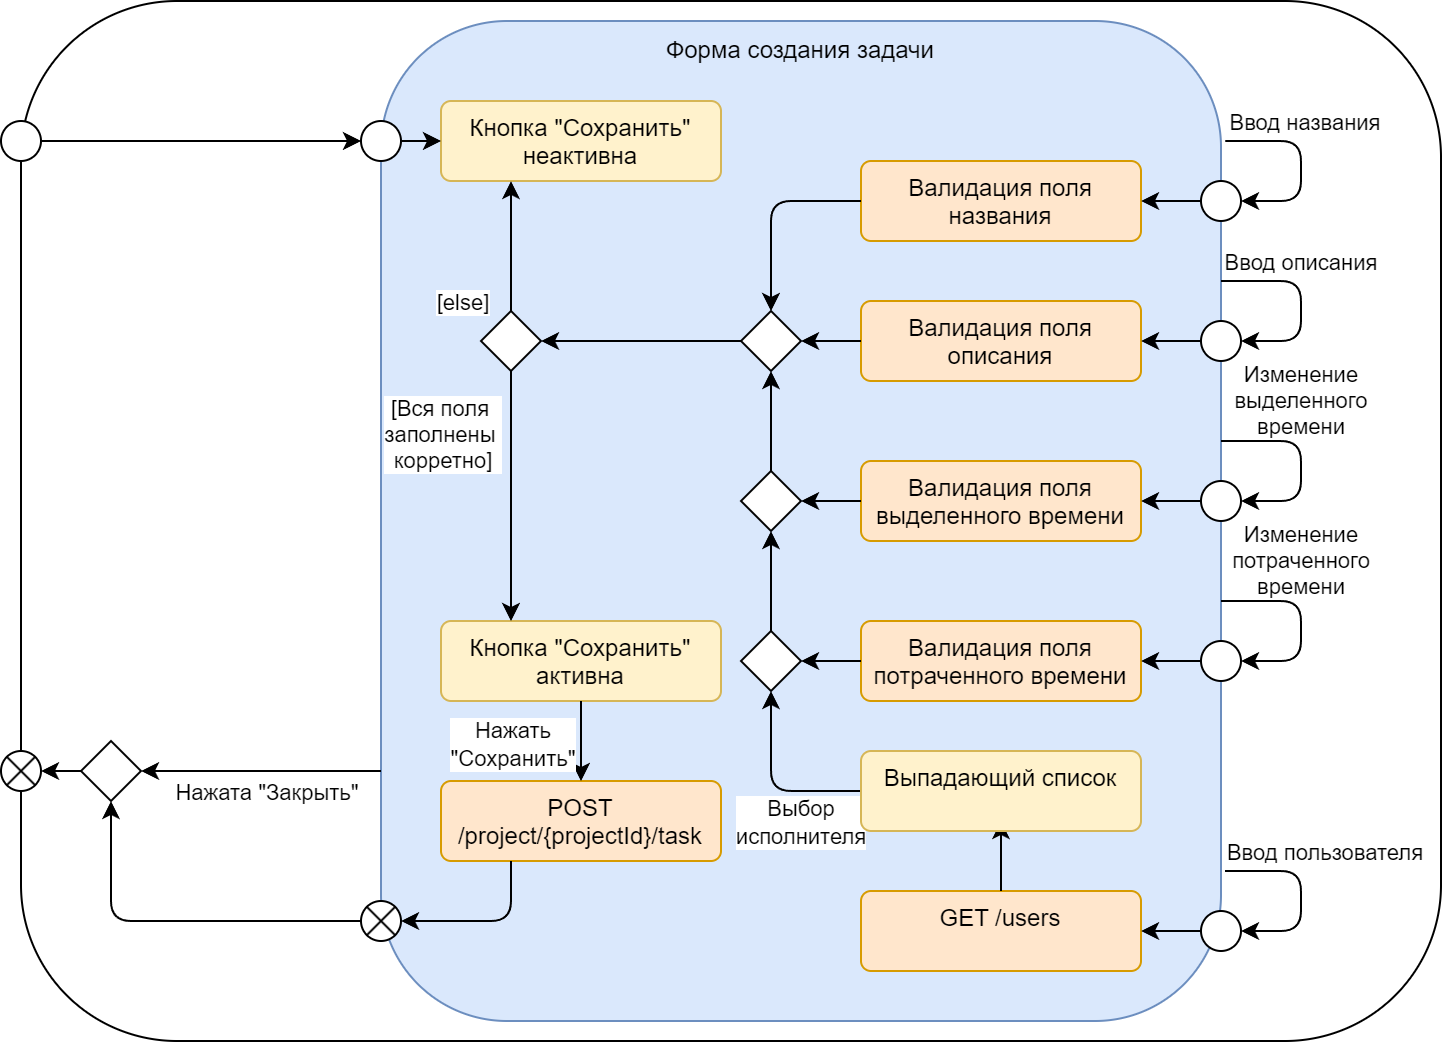 Форма создания задачи
Кнопка "Сохранить"
неактивна
Ввод названия
Валидация поля
названия
Ввод описания
[else]
Валидация поля
описания
Изменение
выделенного
времени
[Вся поля
заполнены
корретно]
Валидация поля
выделенного времени
Изменение
потраченного
времени
Кнопка "Сохранить"
активна
Валидация поля
потраченного времени
Нажать
"Сохранить"
Выпадающий список
Нажата "Закрыть"
Выбор
исполнителя
POST
/project/{projectId}/task
Ввод пользователя
GET /users